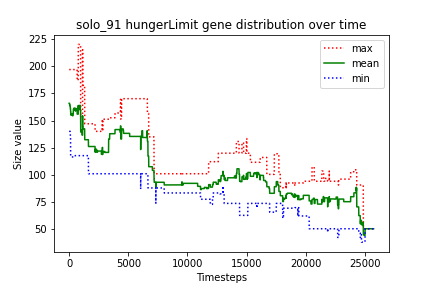 solo_91 hungerLimit gene distribution over time
225
200
175
150
125
100
75
50
Size value
max
mean
min
0 5000 10000 15000 20000 25000
Timesteps